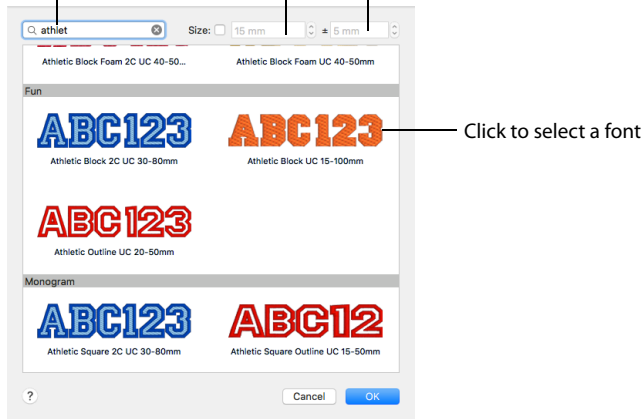 athlet Size: 15 mm ± 5 mm
Athletic Block Foam 2C UC 40-50... Athletic Block Foam UC 40-50mm
Fun
ABC123 ABC123 Click to select a font
Athletic Block 2C UC 30-80mm Athletic Block UC 15-100mm
ABC123
Athletic Outline UC 20-50mm
Monogram
ABC123 ABC12
Athletic Square 2C UC 30-80mm Athletic Square Outline UC 15-50mm
? Cancel OK